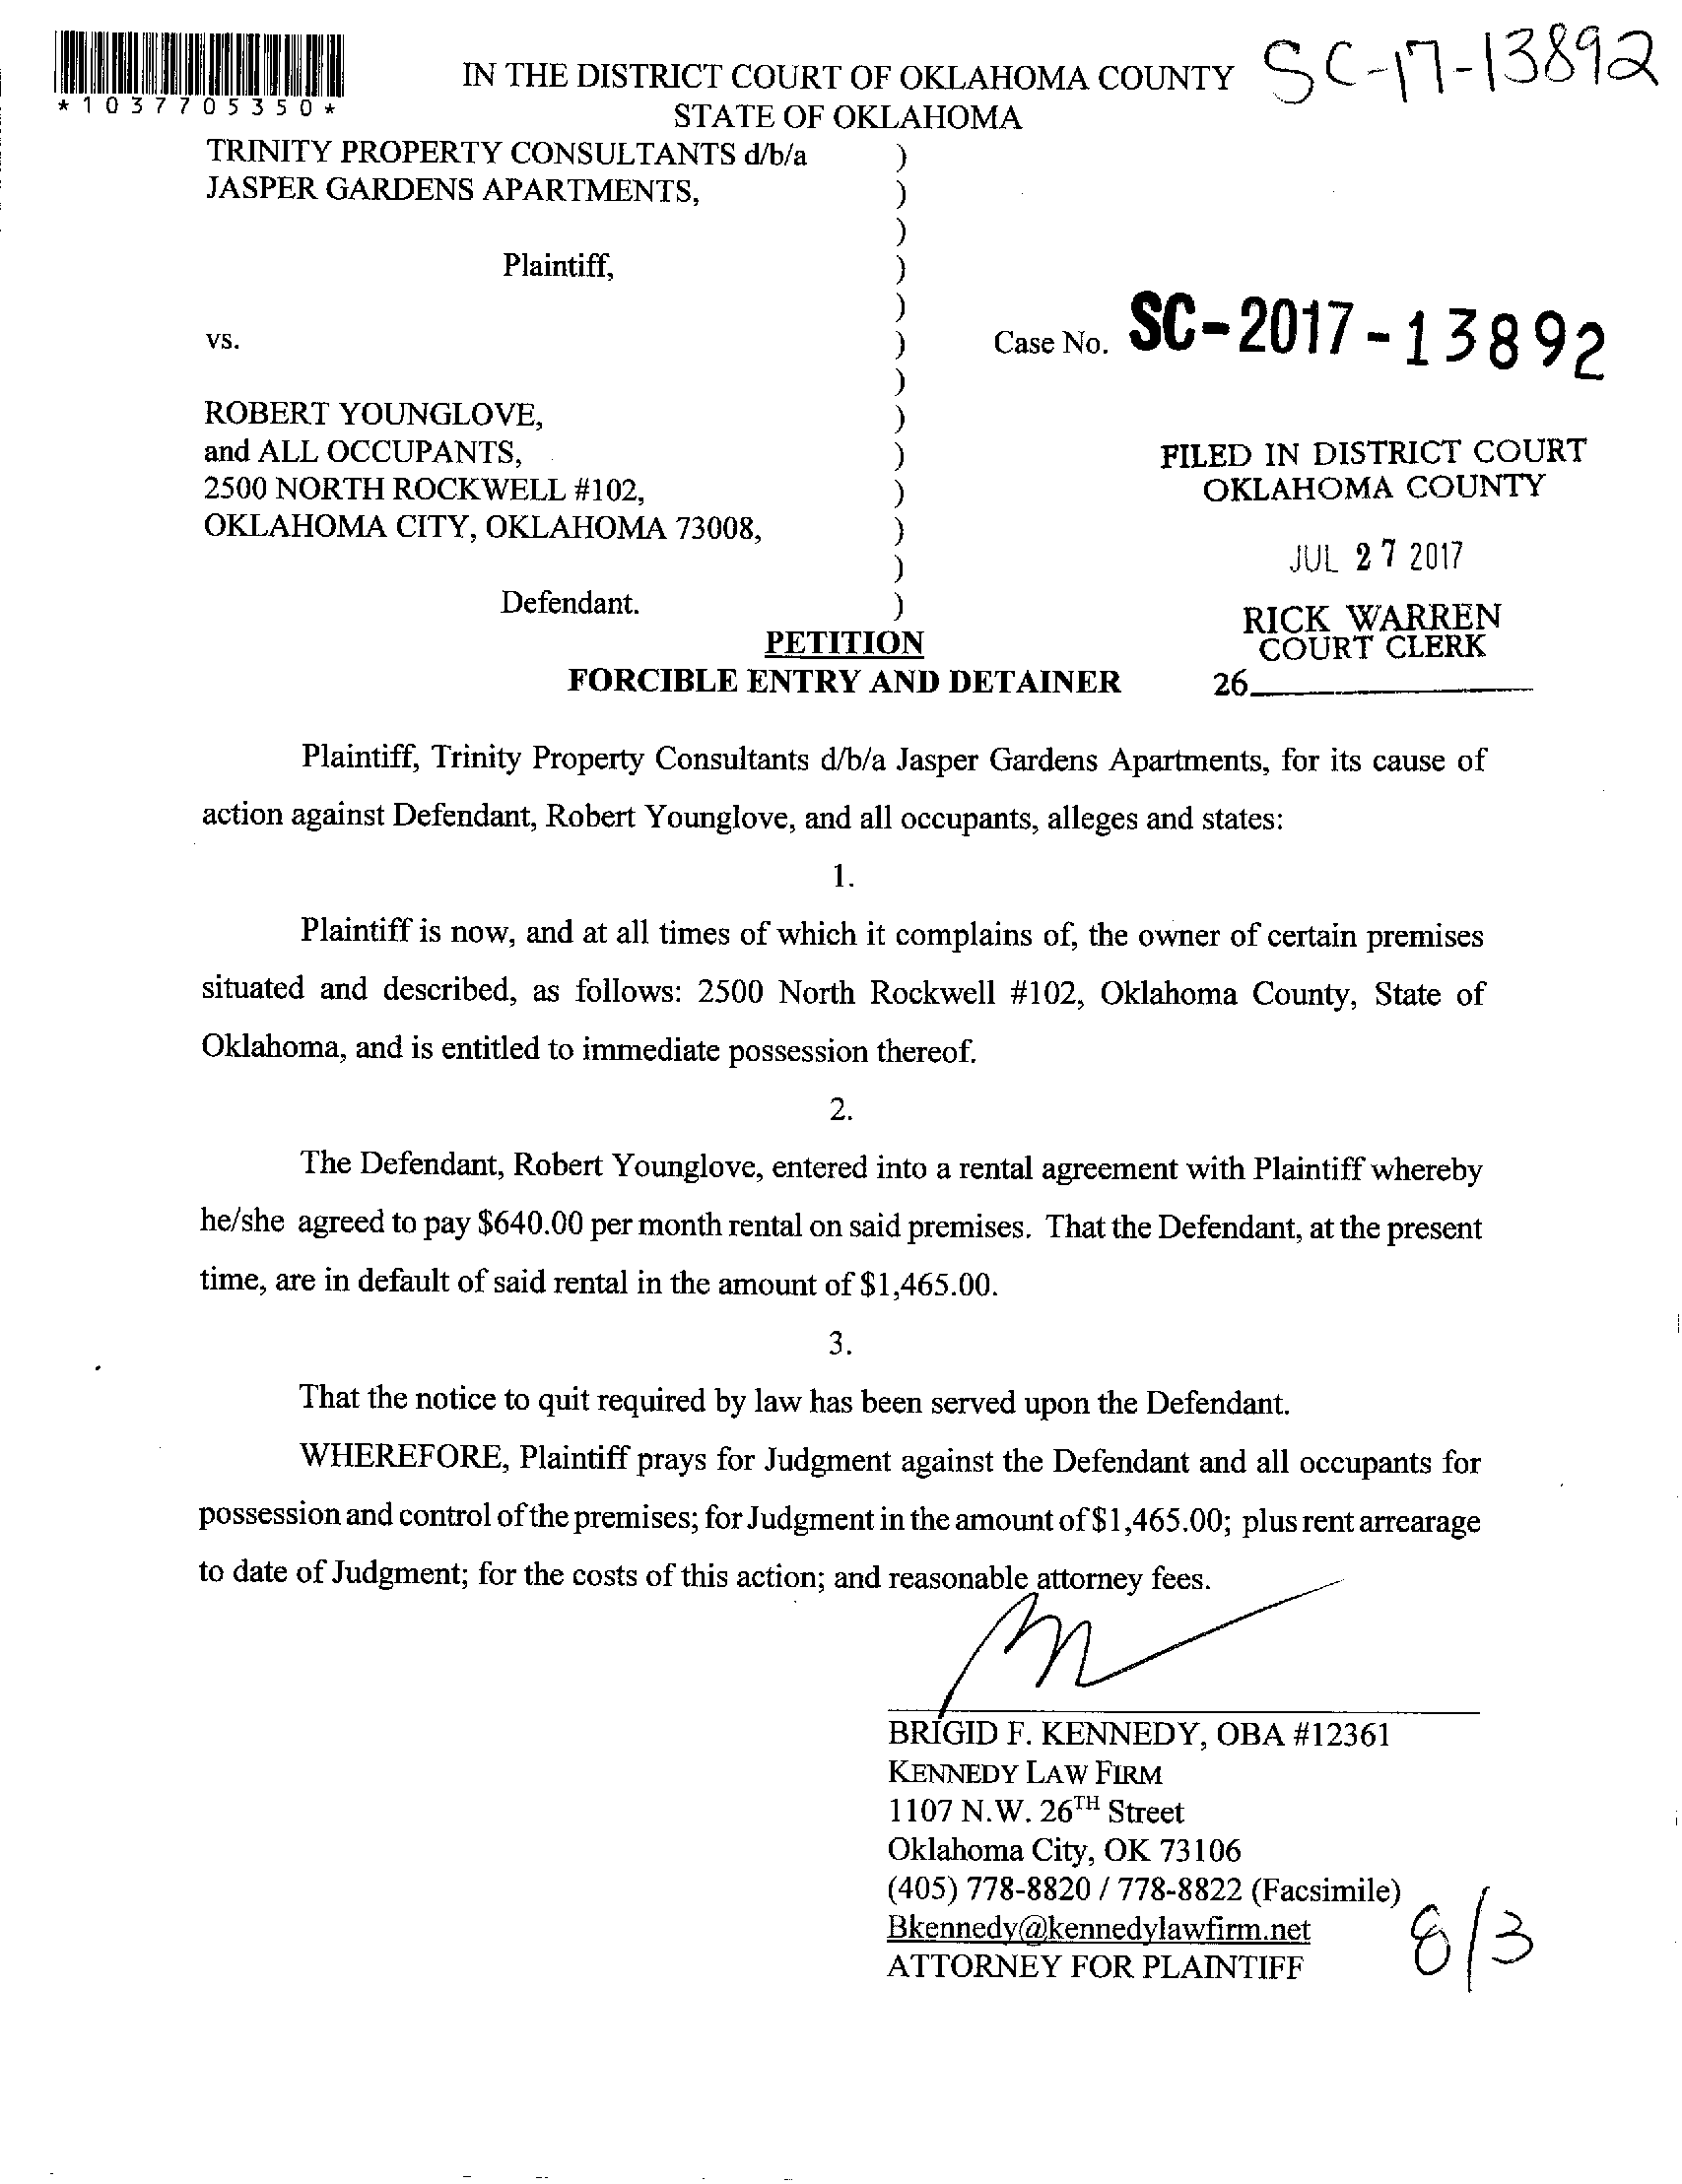 SC-17-13892
*1037705350*
IN THE DISTRICT COURT OF OKLAHOMA COUNTY
STATE OF OKLAHOMA
TRINITY PROPERTY CONSULTANTS d/b/a )
JASPER GARDENS APARTMENTS, )
)
Plaintiff, )
)
vs. ) Case No. SC-2017-13892
)
ROBERT YOUNGLOVE, )
and ALL OCCUPANTS, )
2500 NORTH ROCKWELL #102, )
OKLAHOMA CITY, OKLAHOMA 73008, )
)
Defendant. )
FILED IN DISTRICT COURT
OKLAHOMA COUNTY
JUL 27 2017
RICK WARREN
COURT CLERK
26
PETITION
FORCIBLE ENTRY AND DETAINER
Plaintiff, Trinity Property Consultants d/b/a Jasper Gardens Apartments, for its cause of
action against Defendant, Robert Younglove, and all occupants, alleges and states:
1.
Plaintiff is now, and at all times of which it complains of, the owner of certain premises
situated and described, as follows: 2500 North Rockwell #102, Oklahoma County, State of
Oklahoma, and is entitled to immediate possession thereof.
2.
The Defendant, Robert Younglove, entered into a rental agreement with Plaintiff whereby
he/she agreed to pay $640.00 per month rental on said premises. That the Defendant, at the present
time, are in default of said rental in the amount of $1,465.00.
3.
That the notice to quit required by law has been served upon the Defendant.
WHEREFORE, Plaintiff prays for Judgment against the Defendant and all occupants for
possession and control of the premises; for Judgment in the amount of $1,465.00; plus rent arrearage
to date of Judgment; for the costs of this action; and reasonable attorney fees.
BRIGID F. KENNEDY, OBA #12361
KENNEDY LAW FIRM
1107 N.W. 26TH Street
Oklahoma City, OK 73106
(405) 778-8820 / 778-8822 (Facsimile)
Bkennedy@kennedylawfirm.net
ATTORNEY FOR PLAINTIFF
8/3